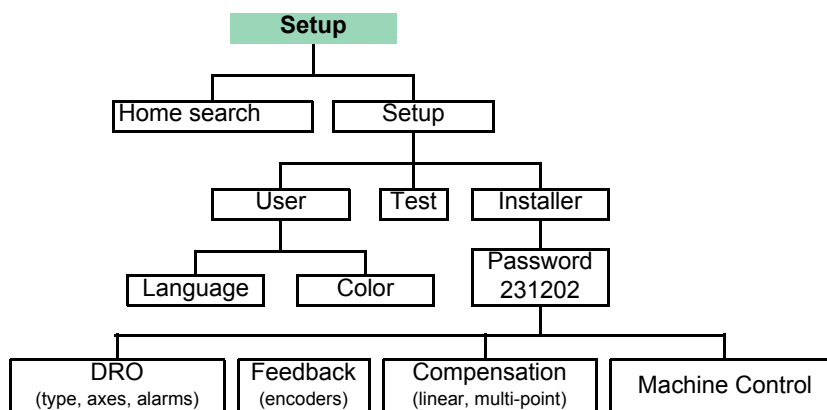 Setup
Home search
Setup
User
Test
Installer
Language
Color
Password
231202
DRO
(type, axes, alarms)
Feedback
(encoders)
Compensation
(linear, multi-point)
Machine Control